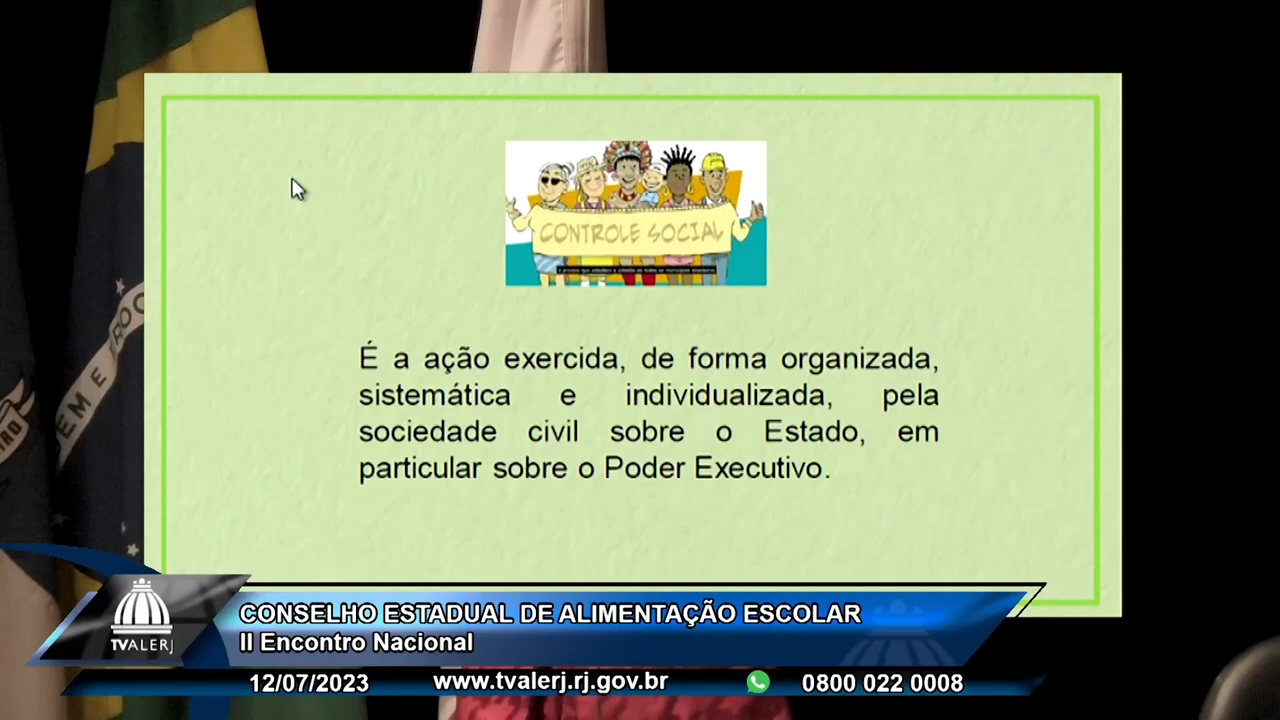 CONTROLE SOCIAL
É a ação exercida, de forma organizada,
sistemática e individualizada, pela
sociedade civil sobre o Estado, em
particular sobre o Poder Executivo.
EM E
CONSELHO ESTADUAL DE ALIMENTAÇÃO ESCOLAR
II Encontro Nacional
TVALERJ
12/07/2023 www.tvalerj.rj.gov.br 0800 022 0008